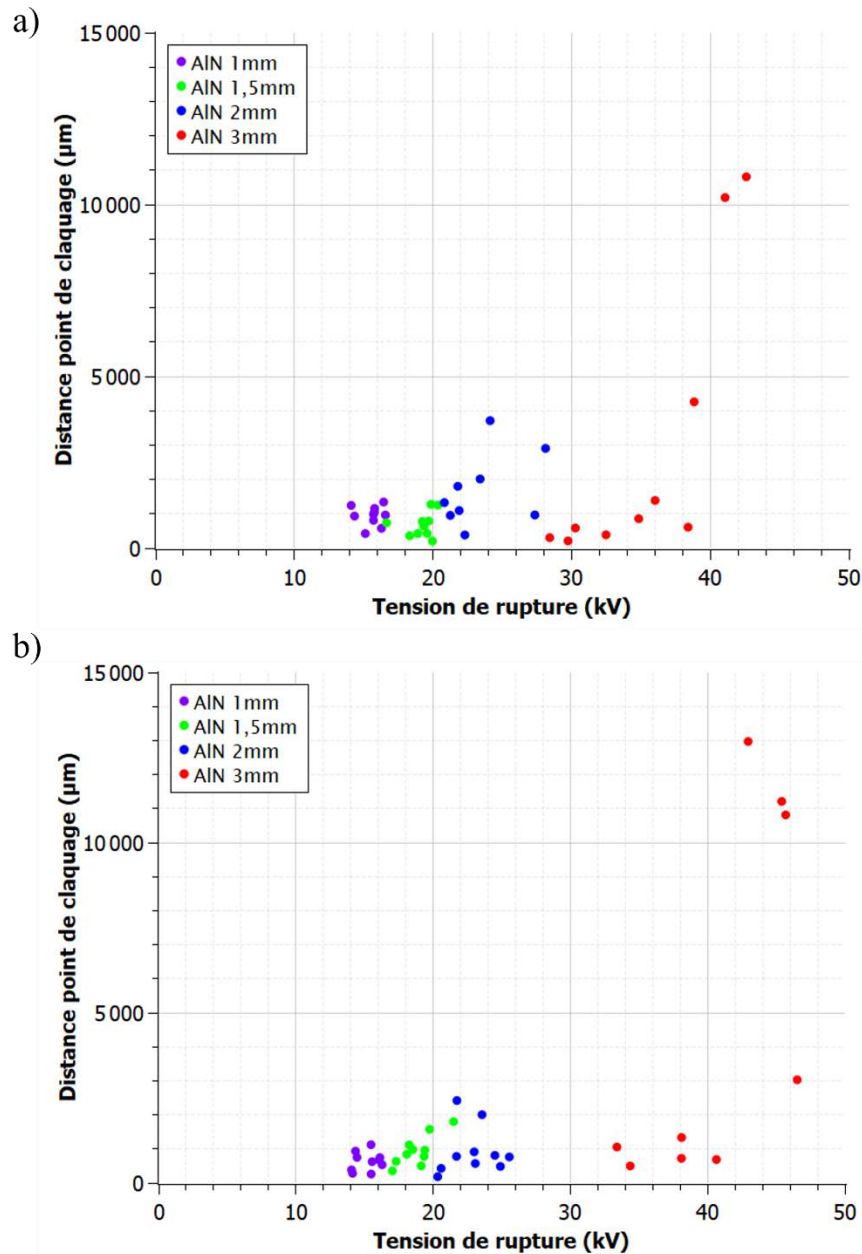 a)
15 000
AlN 1mm
AlN 1,5mm
AlN 2mm
AlN 3mm
10 000
5 000
0
0 10 20 30 40 50
Distance point de claquage (µm)
Tension de rupture (kV)
b)
15 000
AlN 1mm
AlN 1,5mm
AlN 2mm
AlN 3mm
10 000
5 000
0
0 10 20 30 40 50
Distance point de claquage (µm)
Tension de rupture (kV)